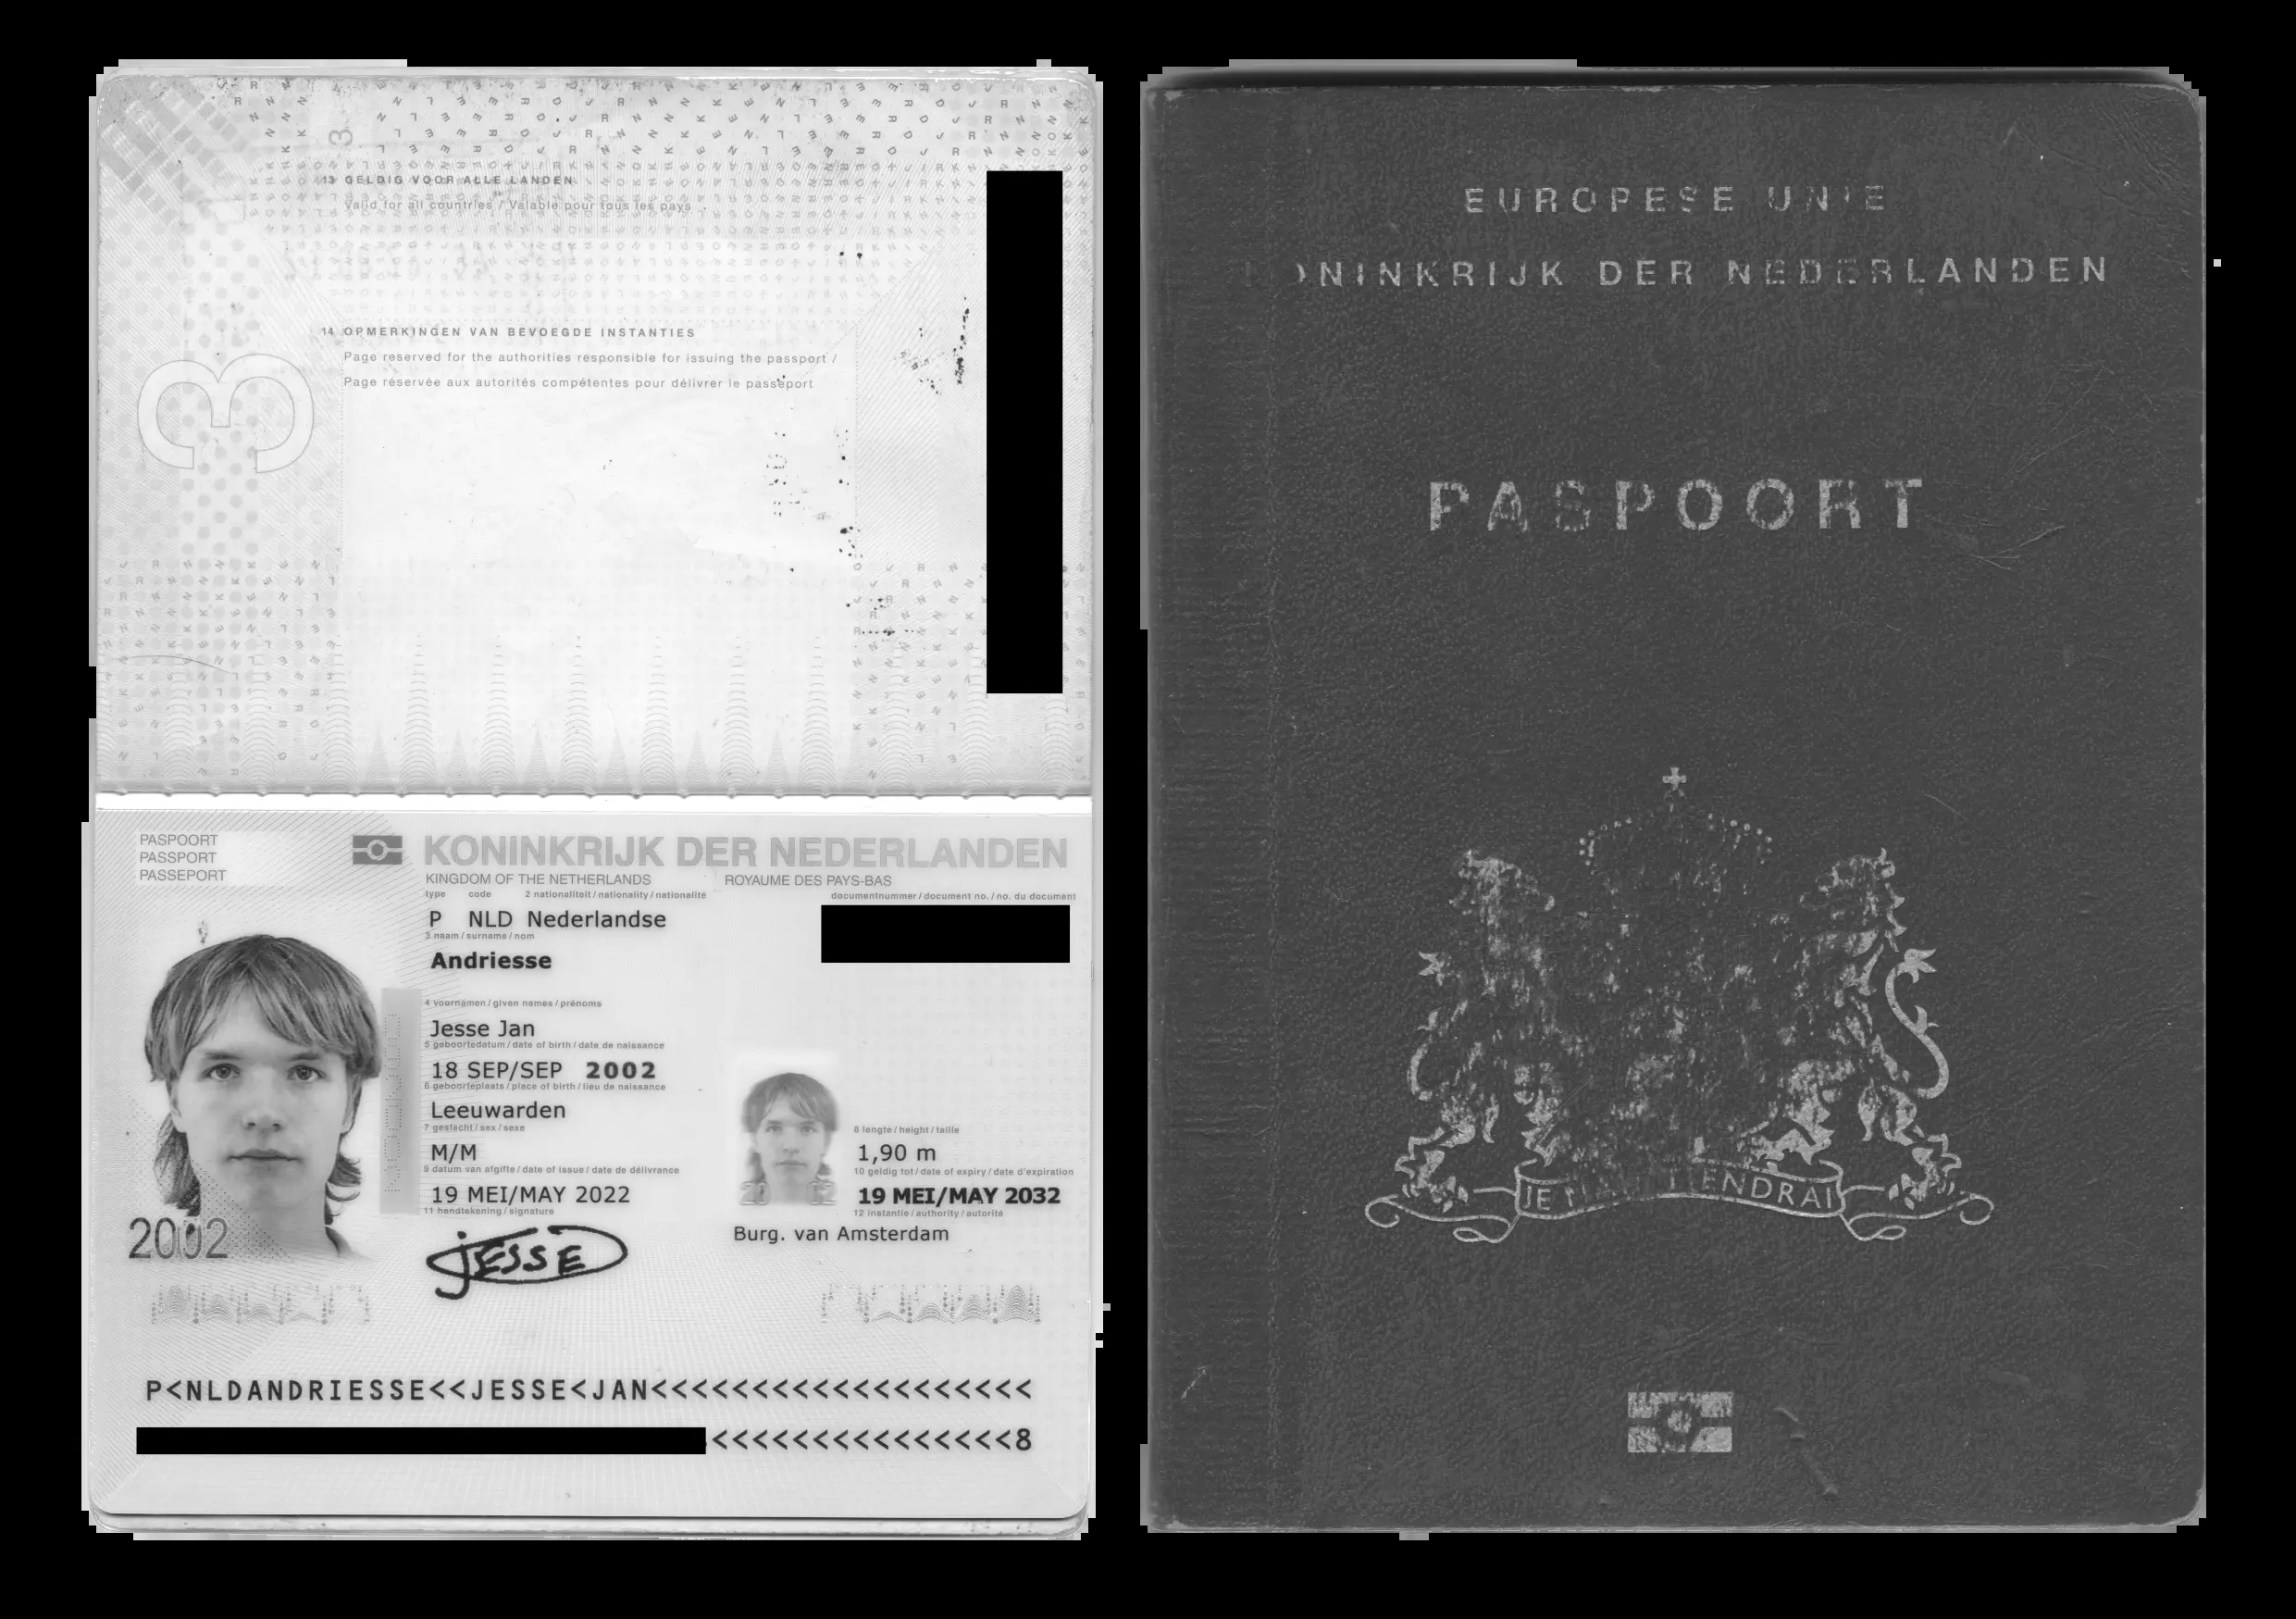 13 GELDIG VOOR ALLE LANDEN
Valid for all countries / Valable pour tous les pays
14 OPMERKINGEN VAN BEVOEGDE INSTANTIES
Page reserved for the authorities responsible for issuing the passport /
Page réservée aux autorités compétentes pour délivrer le passeport
3
PASPOORT
PASSPORT
PASSEPORT
KONINKRIJK DER NEDERLANDEN
KINGDOM OF THE NETHERLANDS ROYAUME DES PAYS-BAS
type code 2 nationaliteit / nationality / nationalité documentnummer / document no. / no. du document
P NLD Nederlandse
3 naam / surname / nom
Andriesse
4 voornamen / given names / prénoms
Jesse Jan
5 geboortedatum / date of birth / date de naissance
18 SEP/SEP 2002
6 geboorteplaats / place of birth / lieu de naissance
Leeuwarden
7 geslacht / sex / sexe 8 lengte / height / taille
M/M 1,90 m
9 datum van afgifte / date of issue / date de délivrance 10 geldig tot / date of expiry / date d'expiration
19 MEI/MAY 2022 19 MEI/MAY 2032
11 handtekening / signature 12 instantie / authority / autorité
Burg. van Amsterdam
2002
JESSE
P<NLDANDRIESSE<<JESSE<JAN<<<<<<<<<<<<<<<<<<<
<<<<<<<<<<<<<<<8
EUROPESE UNIE
DER NEDERLANDEN
PASPOORT
JE